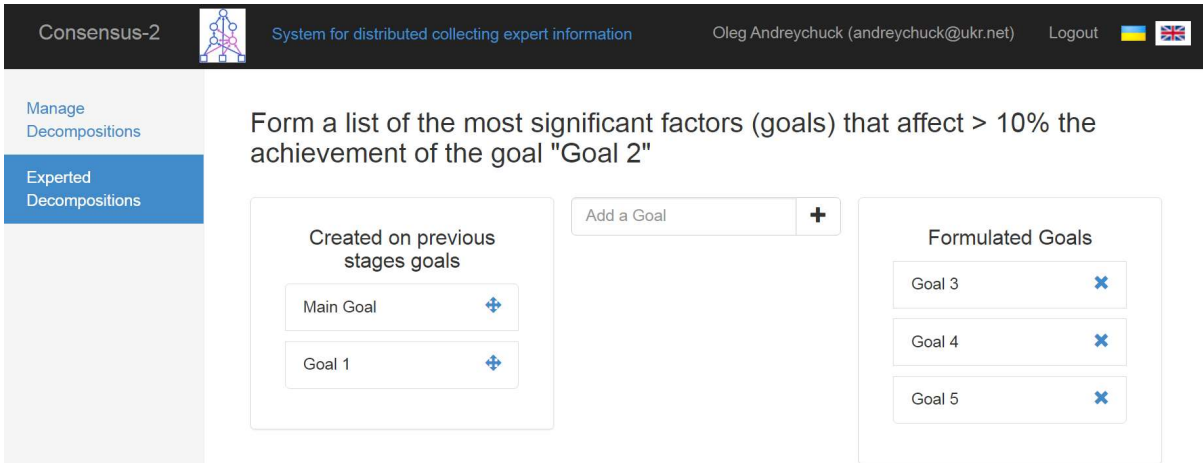 Consensus-2
System for distributed collecting expert information
Oleg Andreychuck (andreychuck@ukr.net)
Logout
Manage
Decompositions
Experted
Decompositions
Form a list of the most significant factors (goals) that affect > 10% the
achievement of the goal "Goal 2"
Created on previous
stages goals
Main Goal
Goal 1
Add a Goal
Formulated Goals
Goal 3
Goal 4
Goal 5